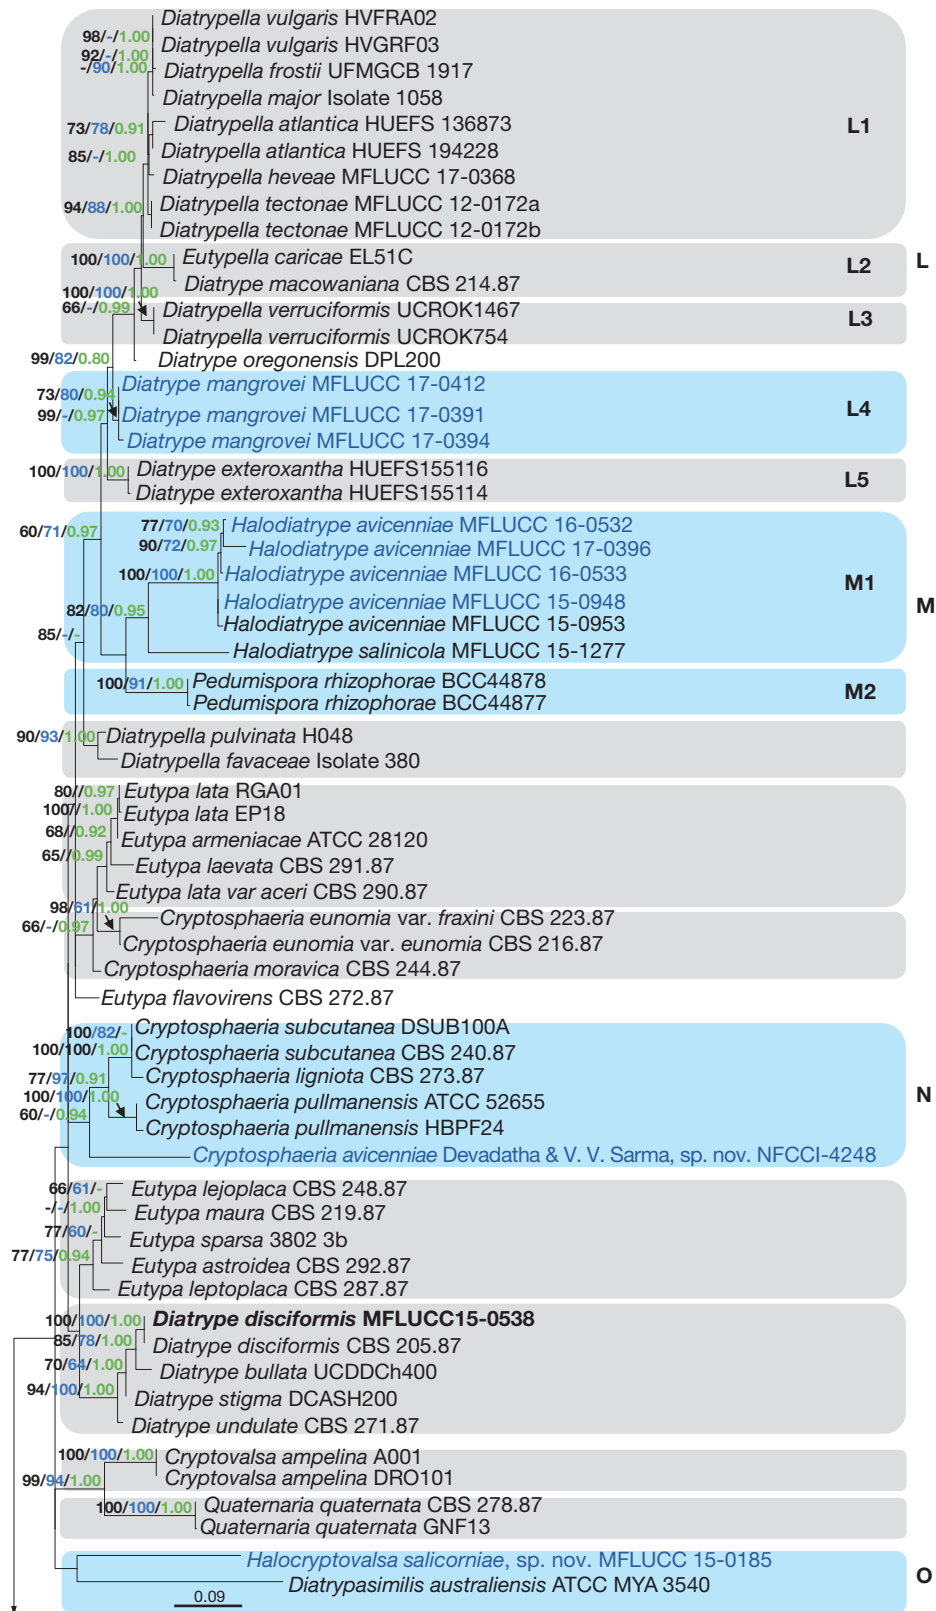 Diatrypella vulgaris HVFRA02
98/-/1.00
Diatrypella vulgaris HVGRF03
92/-/1.00
-/90/1.00
Diatrypella frostii UFMGCB 1917
Diatrypella major Isolate 1058
73/78/0.91
Diatrypella atlantica HUEFS 136873
L1
85/-/1.00
Diatrypella atlantica HUEFS 194228
Diatrypella heveae MFLUCC 17-0368
94/88/1.00
Diatrypella tectonae MFLUCC 12-0172a
Diatrypella tectonae MFLUCC 12-0172b
100/100/1.00
Eutypella caricae EL51C
L2
L
Diatrype macowaniana CBS 214.87
100/100/1.00
66/-/0.99
Diatrypella verruciformis UCROK1467
L3
Diatrypella verruciformis UCROK754
99/82/0.80
Diatrype oregonensis DPL200
Diatrype mangrovei MFLUCC 17-0412
73/80/0.94
99/-/0.97
Diatrype mangrovei MFLUCC 17-0391
L4
Diatrype mangrovei MFLUCC 17-0394
100/100/1.00
Diatrype exteroxantha HUEFS155116
L5
Diatrype exteroxantha HUEFS155114
60/71/0.97
77/70/0.93
Halodiatrype avicenniae MFLUCC 16-0532
90/72/0.97
Halodiatrype avicenniae MFLUCC 17-0396
100/100/1.00
Halodiatrype avicenniae MFLUCC 16-0533
M1
Halodiatrype avicenniae MFLUCC 15-0948
M
82/80/0.95
Halodiatrype avicenniae MFLUCC 15-0953
85/-/-
Halodiatrype salinicola MFLUCC 15-1277
100/91/1.00
Pedumispora rhizophorae BCC44878
M2
Pedumispora rhizophorae BCC44877
90/93/1.00
Diatrypella pulvinata H048
Diatrypella favaceae Isolate 380
80//0.97
Eutypa lata RGA01
100//1.00
Eutypa lata EP18
68//0.92
Eutypa armeniacae ATCC 28120
65//0.99
Eutypa laevata CBS 291.87
Eutypa lata var aceri CBS 290.87
98/61/1.00
66/-/0.97
Cryptosphaeria eunomia var. fraxini CBS 223.87
Cryptosphaeria eunomia var. eunomia CBS 216.87
Cryptosphaeria moravica CBS 244.87
Eutypa flavovirens CBS 272.87
100/82/-
Cryptosphaeria subcutanea DSUB100A
100/100/1.00
Cryptosphaeria subcutanea CBS 240.87
77/97/0.91
Cryptosphaeria ligniota CBS 273.87
100/100/1.00
Cryptosphaeria pullmanensis ATCC 52655
N
60/-/0.94
Cryptosphaeria pullmanensis HBPF24
Cryptosphaeria avicenniae Devadatha & V. V. Sarma, sp. nov. NFCCI-4248
66/61/-
Eutypa lejoplaca CBS 248.87
-/-/1.00
Eutypa maura CBS 219.87
77/60/-
Eutypa sparsa 3802 3b
77/75/0.94
Eutypa astroidea CBS 292.87
Eutypa leptoplaca CBS 287.87
100/100/1.00
Diatrype disciformis MFLUCC15-0538
85/78/1.00
Diatrype disciformis CBS 205.87
70/64/1.00
Diatrype bullata UCDDCh400
94/100/1.00
Diatrype stigma DCASH200
Diatrype undulate CBS 271.87
100/100/1.00
Cryptovalsa ampelina A001
99/94/1.00
Cryptovalsa ampelina DRO101
100/100/1.00
Quaternaria quaternata CBS 278.87
Quaternaria quaternata GNF13
Halocryptovalsa salicorniae, sp. nov. MFLUCC 15-0185
O
Diatrypasimilis australiensis ATCC MYA 3540
0.09